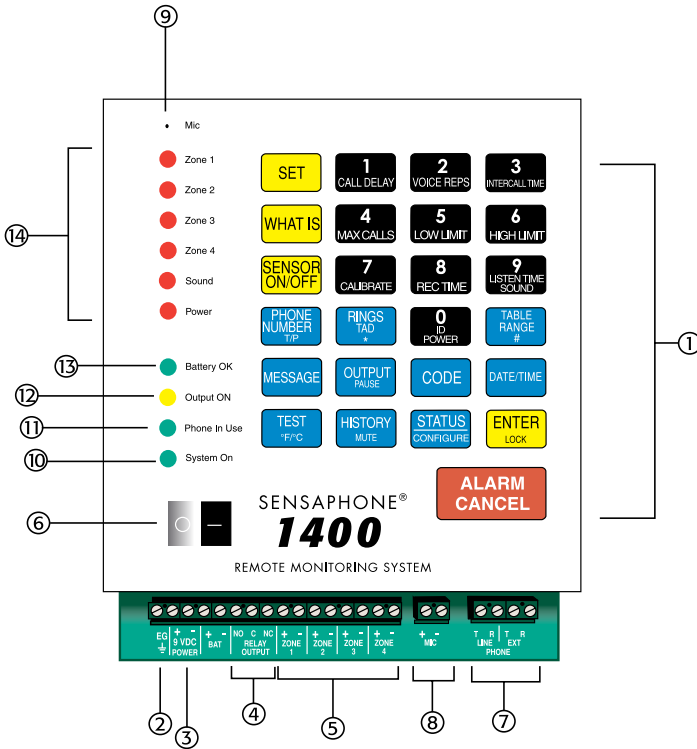 ⑨
Mic
⑭
Zone 1
Zone 2
Zone 3
Zone 4
Sound
Power
⑬ Battery OK
⑫ Output ON
⑪ Phone In Use
⑩ System On
SET
1
CALL DELAY
2
VOICE REPS
3
INTERCALL TIME
WHAT IS
4
MAX CALLS
5
LOW LIMIT
6
HIGH LIMIT
SENSOR
ON/OFF
7
CALIBRATE
8
REC TIME
9
LISTEN TIME
SOUND
PHONE
NUMBER
T/P
RINGS
TAD
*
0
ID
POWER
TABLE
RANGE
#
MESSAGE
OUTPUT
PAUSE
CODE
DATE/TIME
TEST
°F/°C
HISTORY
MUTE
STATUS
CONFIGURE
ENTER
LOCK
①
ALARM
CANCEL
⑥
O
—
SENSAPHONE®
1400
REMOTE MONITORING SYSTEM
EG
+ -
9 VDC
POWER
+ -
BAT
NO C NC
RELAY
OUTPUT
+ -
ZONE
1
+ -
ZONE
2
+ -
ZONE
3
+ -
ZONE
4
+ -
MIC
T R
LINE
T R
EXT
PHONE
②
③
④
⑤
⑧
⑦